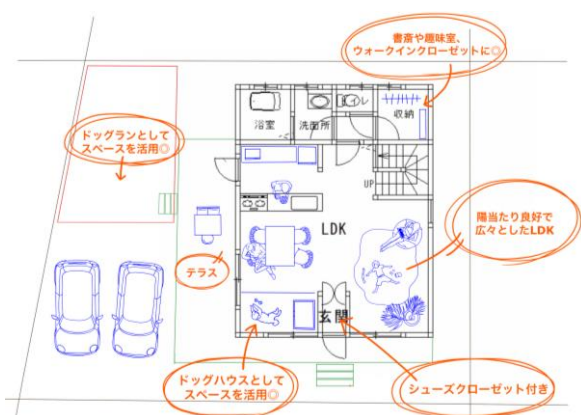 書斎や趣味室、
ウォークインクローゼットに◎
浴室
洗面所
トイレ
収納
ドッグランとして
スペースを活用◎
UP
LDK
陽当たり良好で
広々としたLDK
テラス
玄関
ドッグハウスとして
スペースを活用◎
シューズクローゼット付き